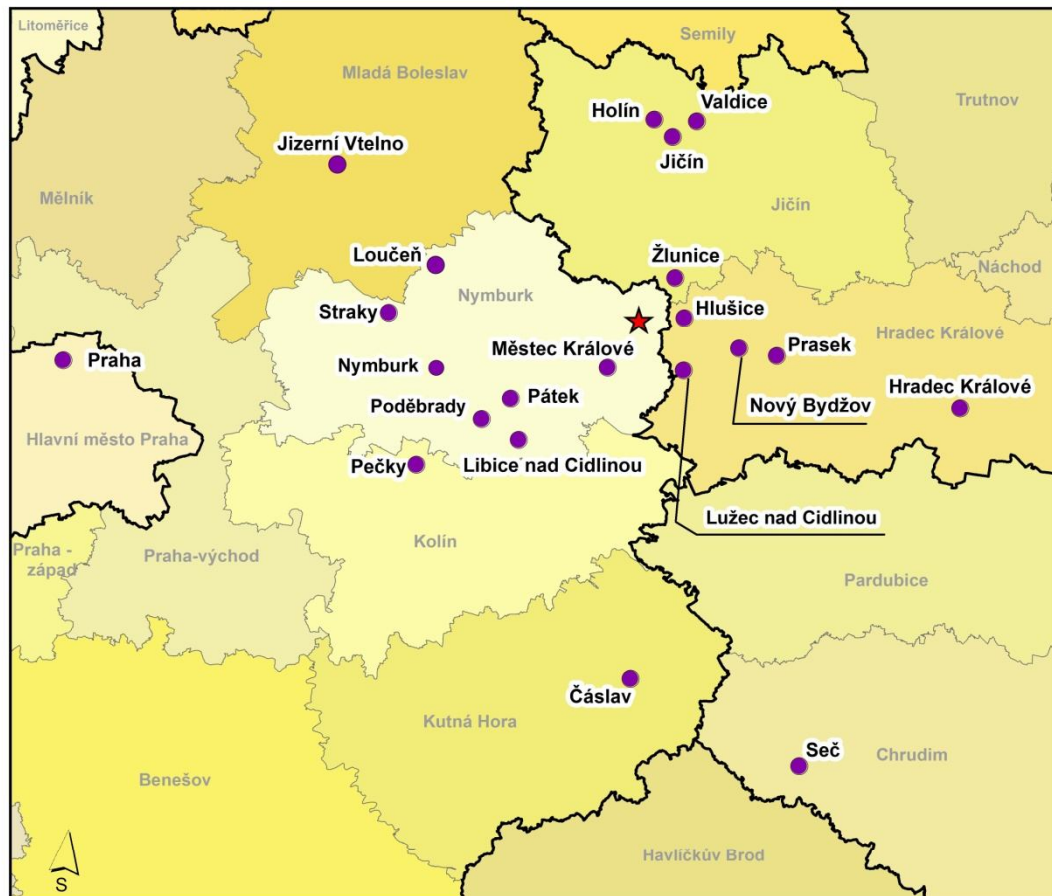 Litoměřice
Semily
Mladá Boleslav
Trutnov
Holín
Valdice
Jizerní Vtelno
Jičín
Mělník
Jičín
Loučeň
Žlunice
Náchod
Nymburk
Straky
Hlušice
Hradec Králové
Praha
Městec Králové
Prasek
Nymburk
Hradec Králové
Pátek
Nový Bydžov
Poděbrady
Hlavní město Praha
Pečky
Libice nad Cidlinou
Lužec nad Cidlinou
Kolín
Praha -
západ
Praha-východ
Pardubice
Čáslav
Kutná Hora
Seč
Chrudim
Benešov
Havlíčkův Brod
S